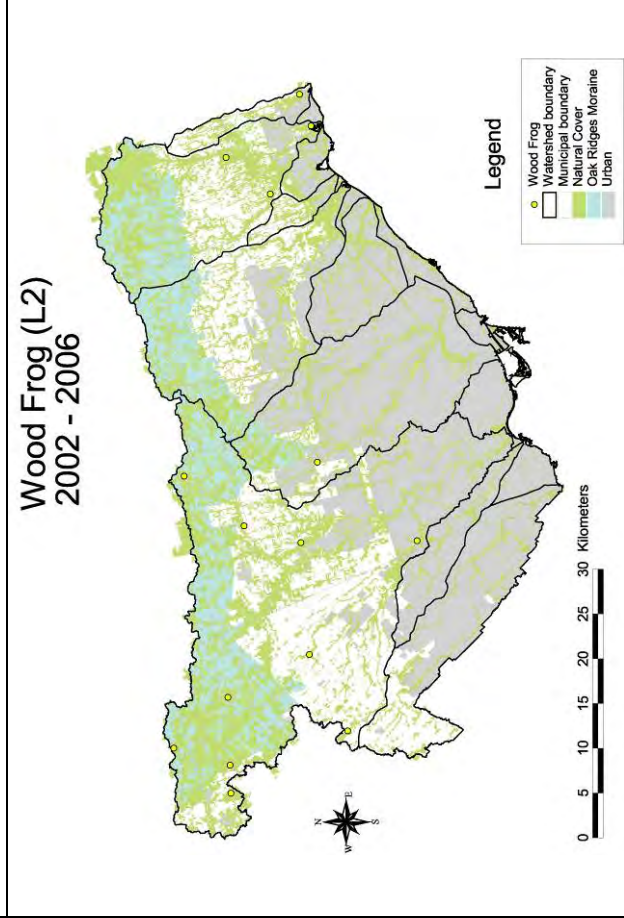 Wood Frog (L2)
2002 - 2006
Legend
Wood Frog
Watershed boundary
Municipal boundary
Natural Cover
Oak Ridges Moraine
Urban
N
W
E
S
0 5 10 15 20 25 30 Kilometers